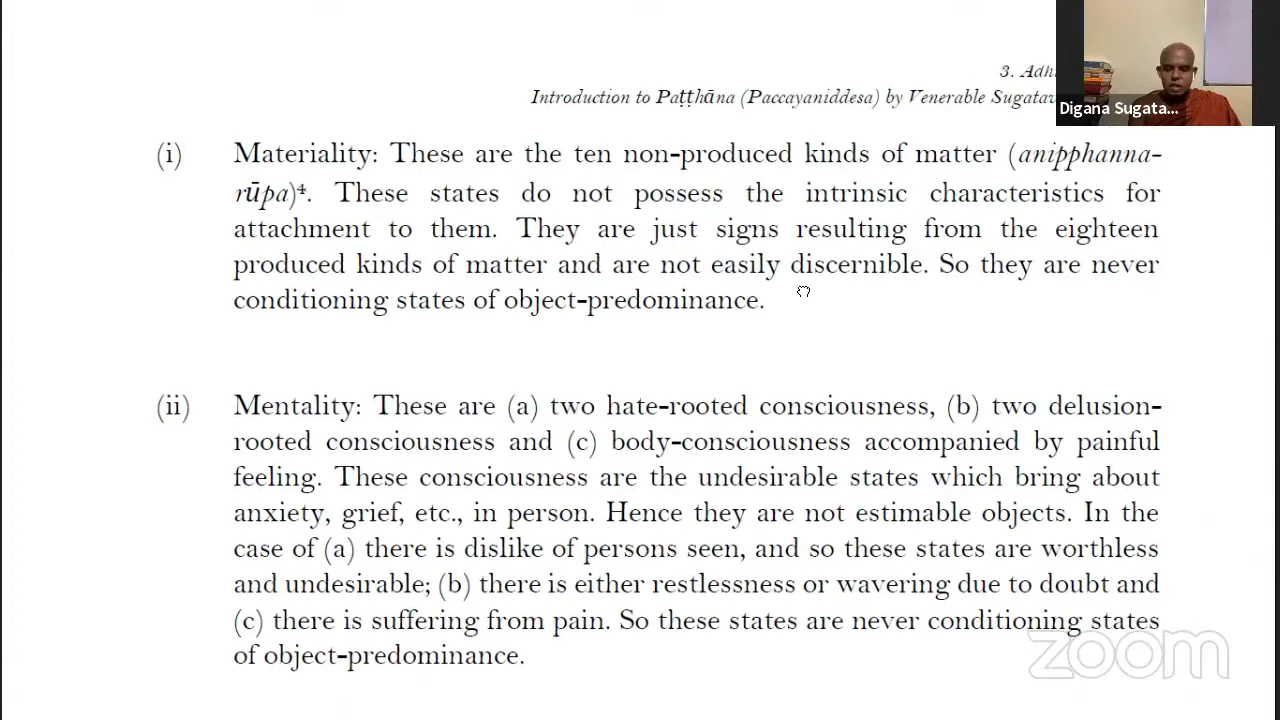 3. Adhi
Introduction to Paṭṭhāna (Paccayaniddesa) by Venerable Sugata
Digana Sugata...
(i) Materiality: These are the ten non-produced kinds of matter (anipphanna-
rūpa)⁴. These states do not possess the intrinsic characteristics for
attachment to them. They are just signs resulting from the eighteen
produced kinds of matter and are not easily discernible. So they are never
conditioning states of object-predominance.
(ii) Mentality: These are (a) two hate-rooted consciousness, (b) two delusion-
rooted consciousness and (c) body-consciousness accompanied by painful
feeling. These consciousness are the undesirable states which bring about
anxiety, grief, etc., in person. Hence they are not estimable objects. In the
case of (a) there is dislike of persons seen, and so these states are worthless
and undesirable; (b) there is either restlessness or wavering due to doubt and
(c) there is suffering from pain. So these states are never conditioning states
of object-predominance.
zoom